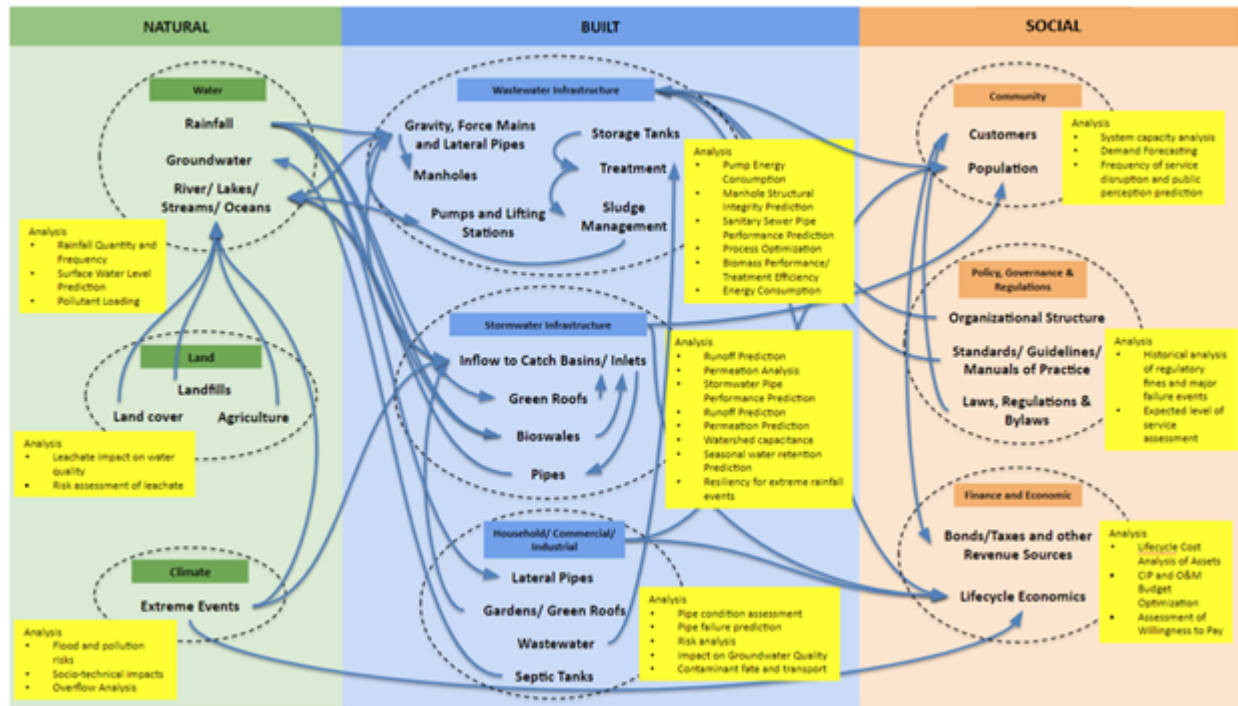 NATURAL
BUILT
SOCIAL
Water
Rainfall
Groundwater
River/ Lakes/
Streams/ Oceans
Analysis
Rainfall Quantity and
Frequency
Surface Water Level
Prediction
Pollutant Loading
Land
Landfills
Land cover
Agriculture
Analysis
Leachate impact on water
quality
Risk assessment of leachate
Climate
Extreme Events
Analysis
Flood and pollution
risks
Socio-technical impacts
Overflow Analysis
Wastewater Infrastructure
Gravity, Force Mains
and Lateral Pipes
Manholes
Storage Tanks
Treatment
Pumps and Lifting
Stations
Sludge
Management
Analysis
Pump Energy
Consumption
Manhole Structural
Integrity Prediction
Sanitary Sewer Pipe
Performance Prediction
Process Optimization
Biomass Performance/
Treatment Efficiency
Energy Consumption
Stormwater Infrastructure
Inflow to Catch Basins/ Inlets
Green Roofs
Bioswales
Pipes
Analysis
Runoff Prediction
Permeation Analysis
Stormwater Pipe
Performance Prediction
Runoff Prediction
Permeation Prediction
Watershed capacitance
Seasonal water retention
Prediction
Resiliency for extreme rainfall
events
Household/ Commercial/
Industrial
Lateral Pipes
Gardens/ Green Roofs
Wastewater
Septic Tanks
Analysis
Pipe condition assessment
Pipe failure prediction
Risk analysis
Impact on Groundwater Quality
Contaminant fate and transport
Community
Customers
Population
Analysis
System capacity analysis
Demand Forecasting
Frequency of service
disruption and public
perception prediction
Policy, Governance &
Regulations
Organizational Structure
Standards/ Guidelines/
Manuals of Practice
Laws, Regulations &
Bylaws
Analysis
Historical analysis
of regulatory
fines and major
failure events
Expected level of
service
assessment
Finance and Economic
Bonds/Taxes and other
Revenue Sources
Lifecycle Economics
Analysis
Lifecycle Cost
Analysis of Assets
CIP and O&M
Budget
Optimization
Assessment of
Willingness to Pay